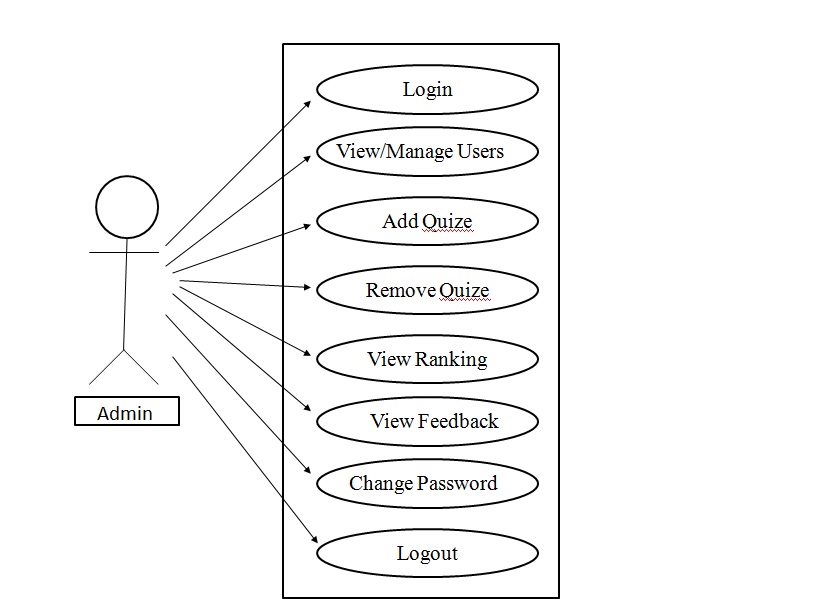 Login
View/Manage Users
Add Quize
Remove Quize
View Ranking
View Feedback
Change Password
Logout
Admin